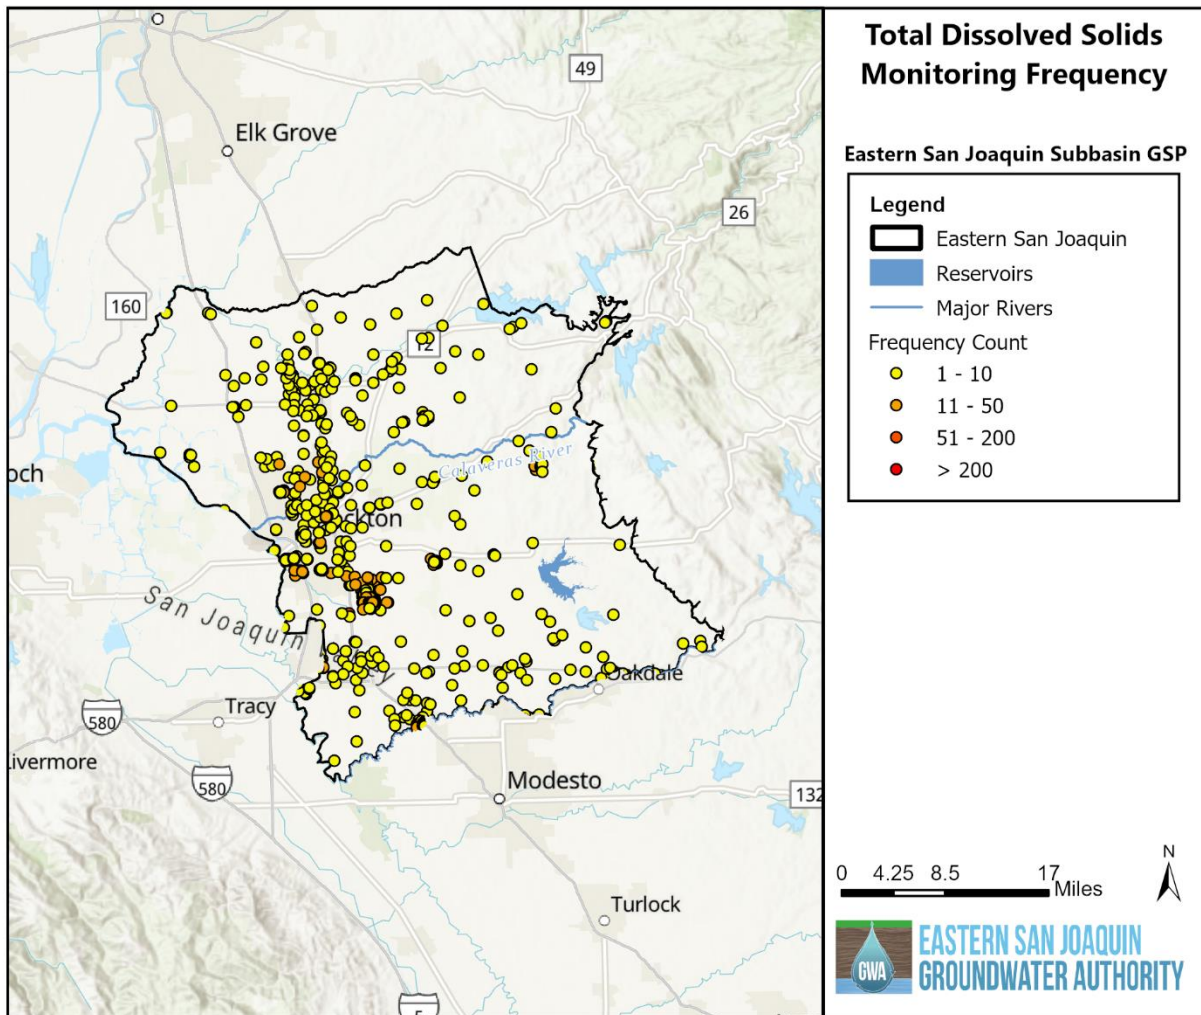 Total Dissolved Solids
Monitoring Frequency
Eastern San Joaquin Subbasin GSP
Legend
Eastern San Joaquin
Reservoirs
Major Rivers
Frequency Count
1 - 10
11 - 50
51 - 200
> 200
49
Elk Grove
26
160
12
och
Calaveras River
ckton
San Joaquin
ey
Oakdale
580
Tracy
Livermore
580
Modesto
132
Turlock
5
N
0 4.25 8.5 17
Miles
GWA
EASTERN SAN JOAQUIN
GROUNDWATER AUTHORITY